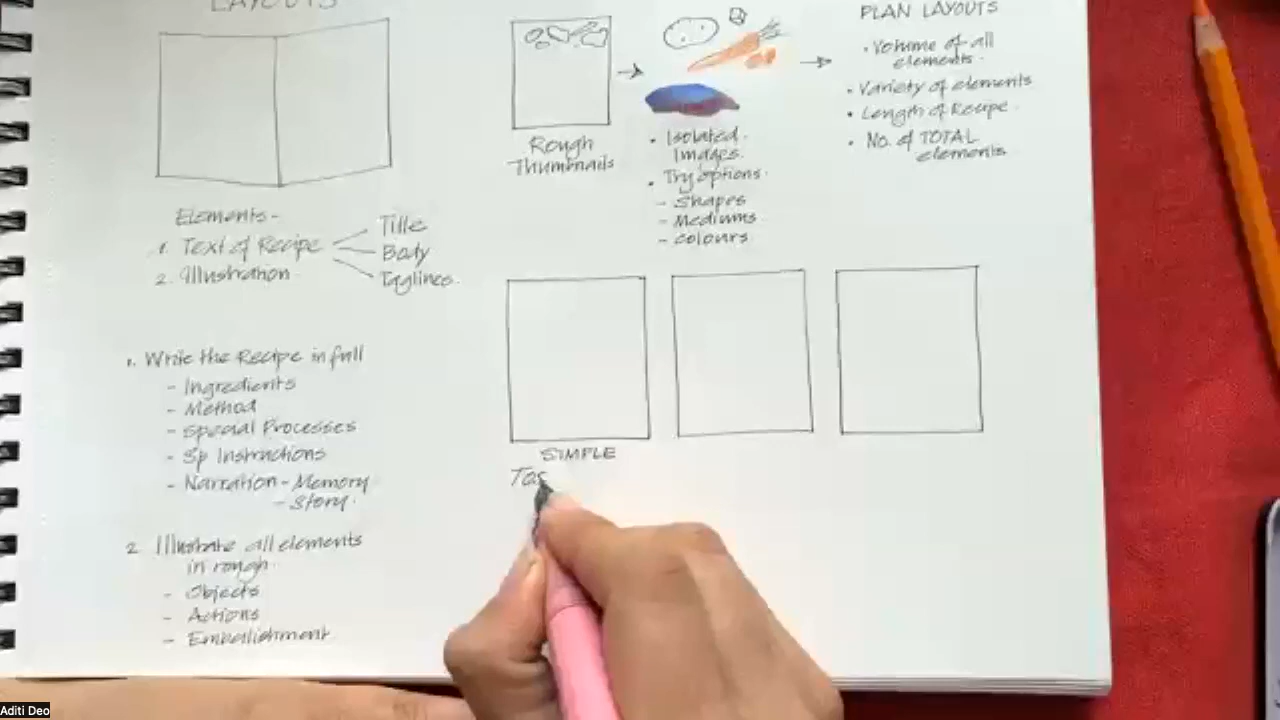 LAYOUTS
Elements -
1. Text of Recipe
Title
Body
Taglines.
2. Illustration.
1. Write the Recipe in full
- Ingredients
- Method
- Special Processes
- Sp Instructions
- Narration - Memory
- Story.
2. Illustrate all elements
in rough.
- Objects
- Actions
- Embellishment
Rough
Thumbnails
• Isolated.
Images.
• Try options.
- Shapes
- Mediums.
- Colours.
PLAN LAYOUTS
• Volume of all
elements.
• Variety of elements
• Length of Recipe.
• No. of TOTAL
elements.
SIMPLE
Tos
Aditi Deo